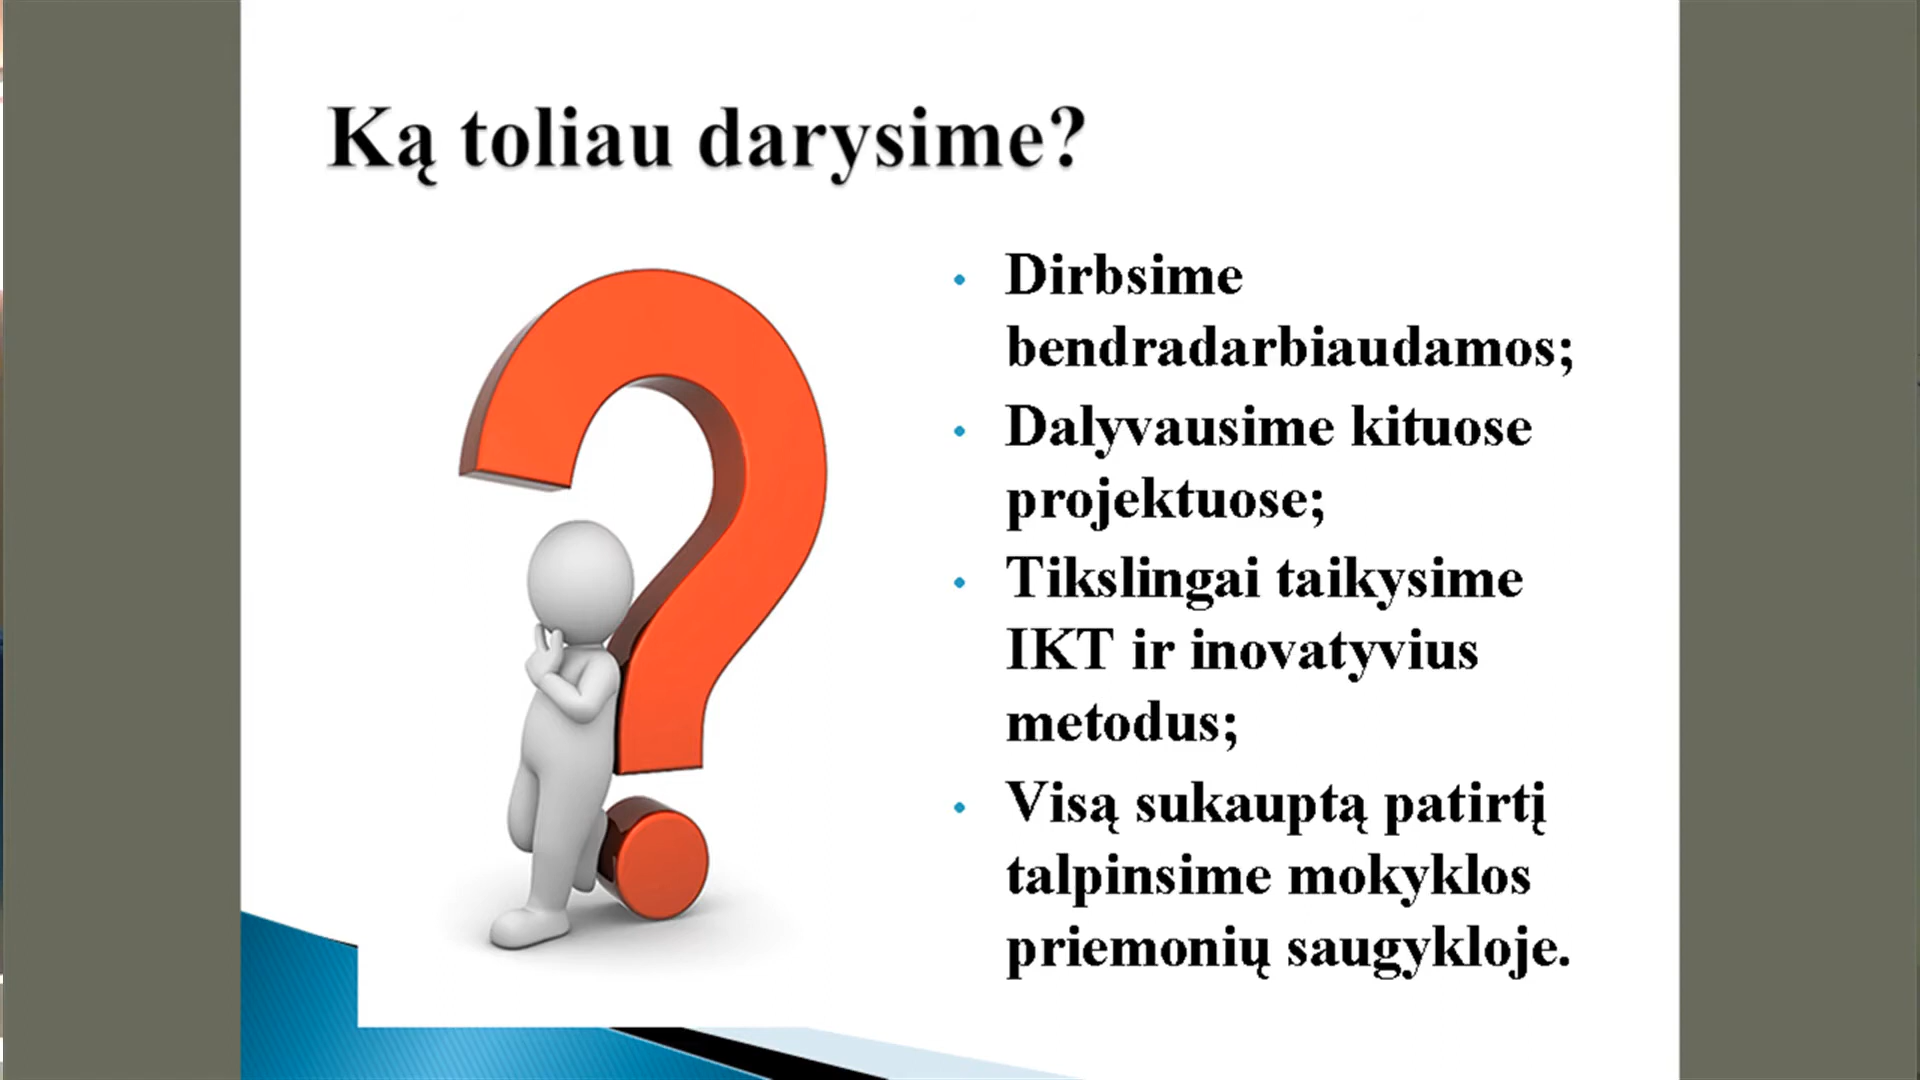 Ką toliau darysime?
• Dirbsime
bendradarbiaudamos;
• Dalyvausime kituose
projektuose;
• Tikslingai taikysime
IKT ir inovatyvius
metodus;
• Visą sukauptą patirtį
talpinsime mokyklos
priemonių saugykloje.